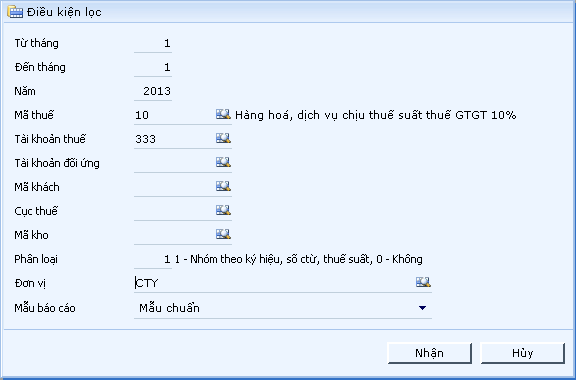 Điều kiện lọc
Từ tháng 1
Đến tháng 1
Năm 2013
Mã thuế 10 Hàng hoá, dịch vụ chịu thuế suất thuế GTGT 10%
Tài khoản thuế 333
Tài khoản đối ứng
Mã khách
Cục thuế
Mã kho
Phân loại 1 1 - Nhóm theo ký hiệu, số ctừ, thuế suất, 0 - Không
Đơn vị CTY
Mẫu báo cáo Mẫu chuẩn
Nhận Hủy